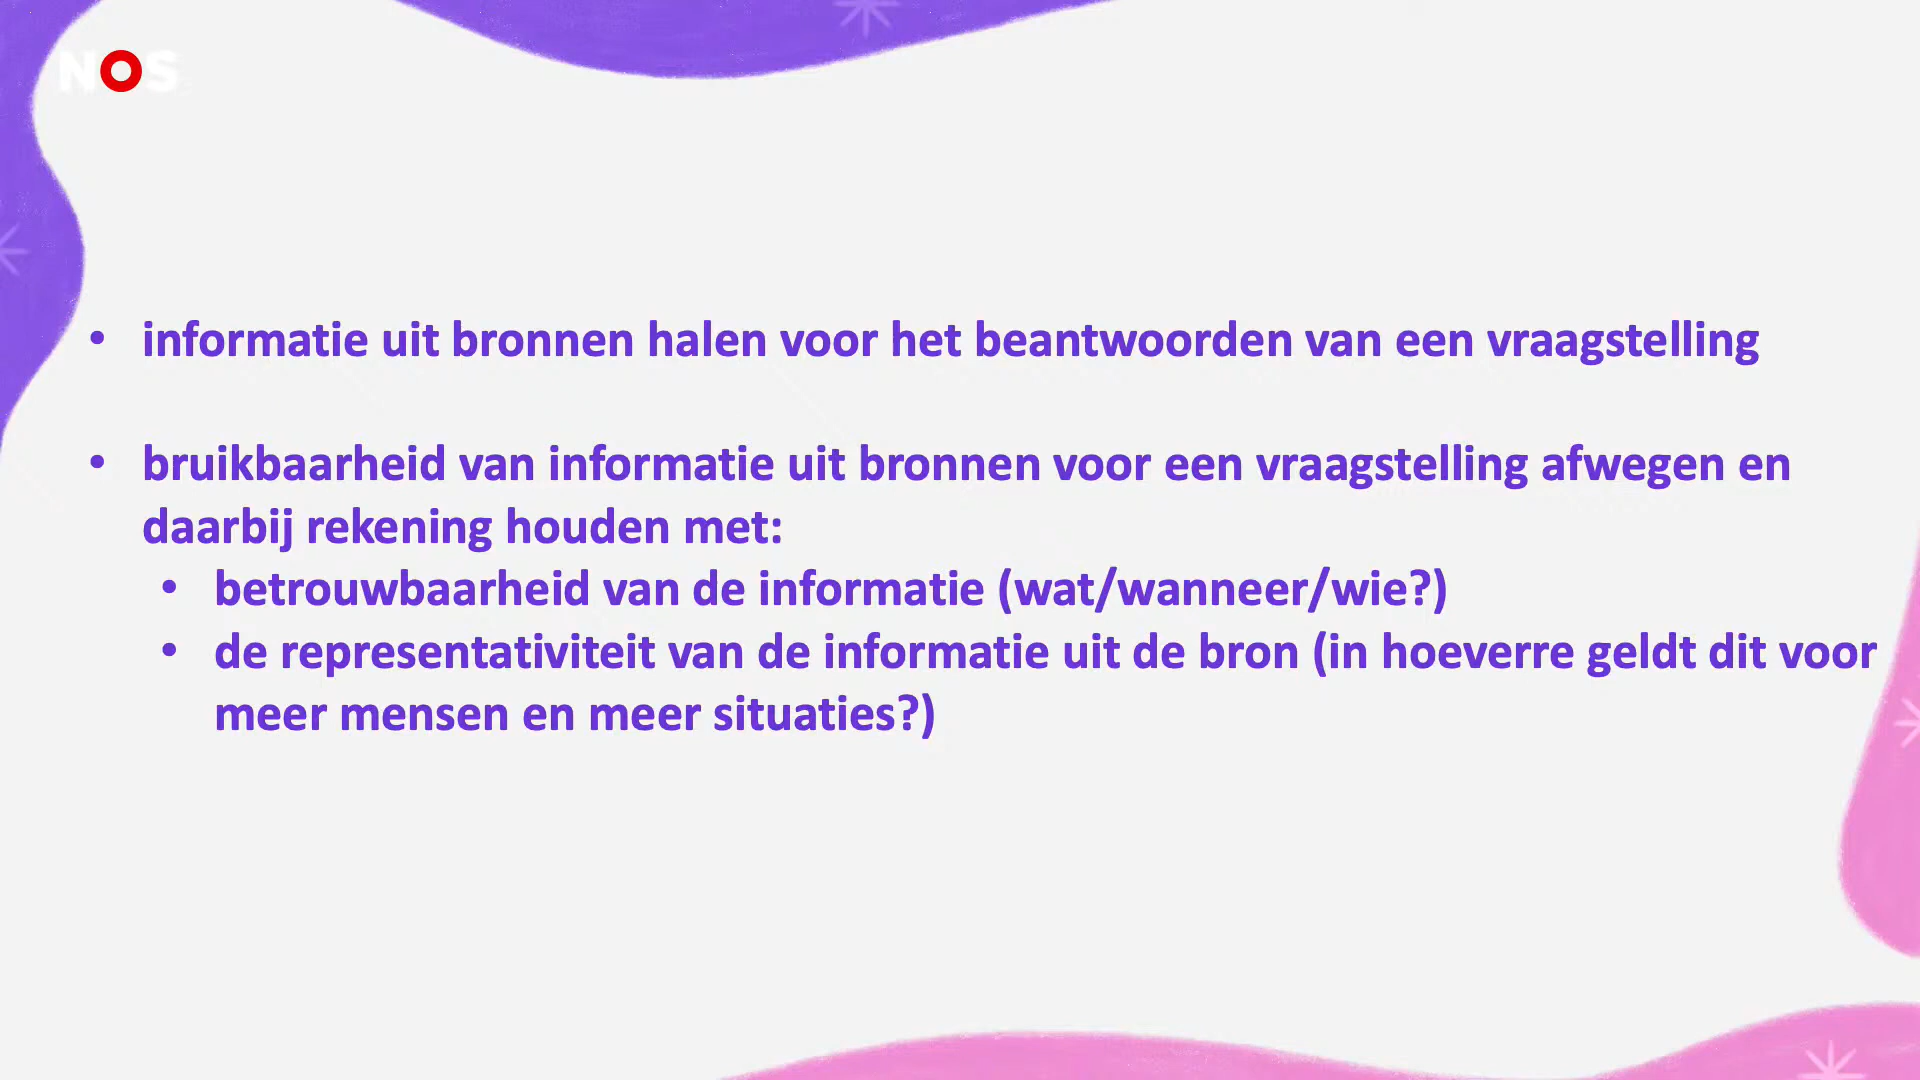 NOS
• informatie uit bronnen halen voor het beantwoorden van een vraagstelling
• bruikbaarheid van informatie uit bronnen voor een vraagstelling afwegen en
daarbij rekening houden met:
• betrouwbaarheid van de informatie (wat/wanneer/wie?)
• de representativiteit van de informatie uit de bron (in hoeverre geldt dit voor
meer mensen en meer situaties?)